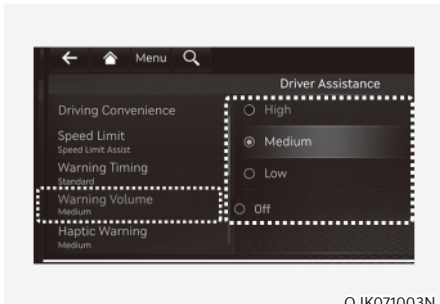 Menu
Driver Assistance
Driving Convenience
High
Speed Limit
Speed Limit Assist
Medium
Warning Timing
Standard
Low
Warning Volume
Medium
Off
Haptic Warning
Medium
OJK071003N